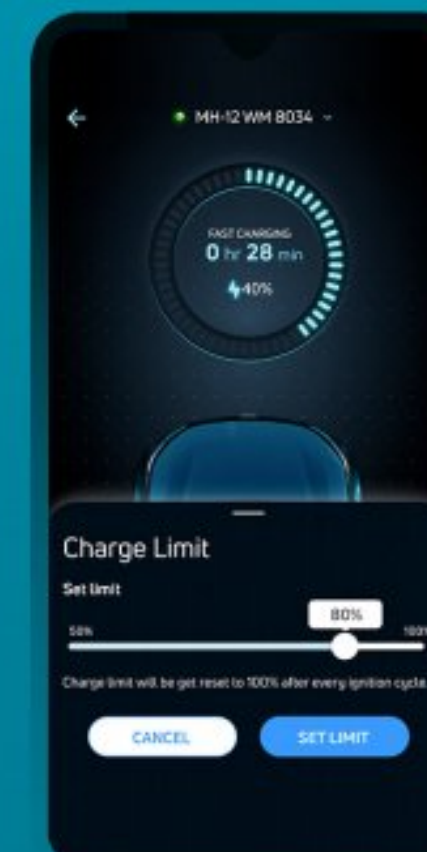 MH-12 WM 8034
FAST CHARGING
0 hr 28 min
40%
Charge Limit
Set limit
80%
50% 100%
Charge limit will be get reset to 100% after every ignition cycle
CANCEL SET LIMIT